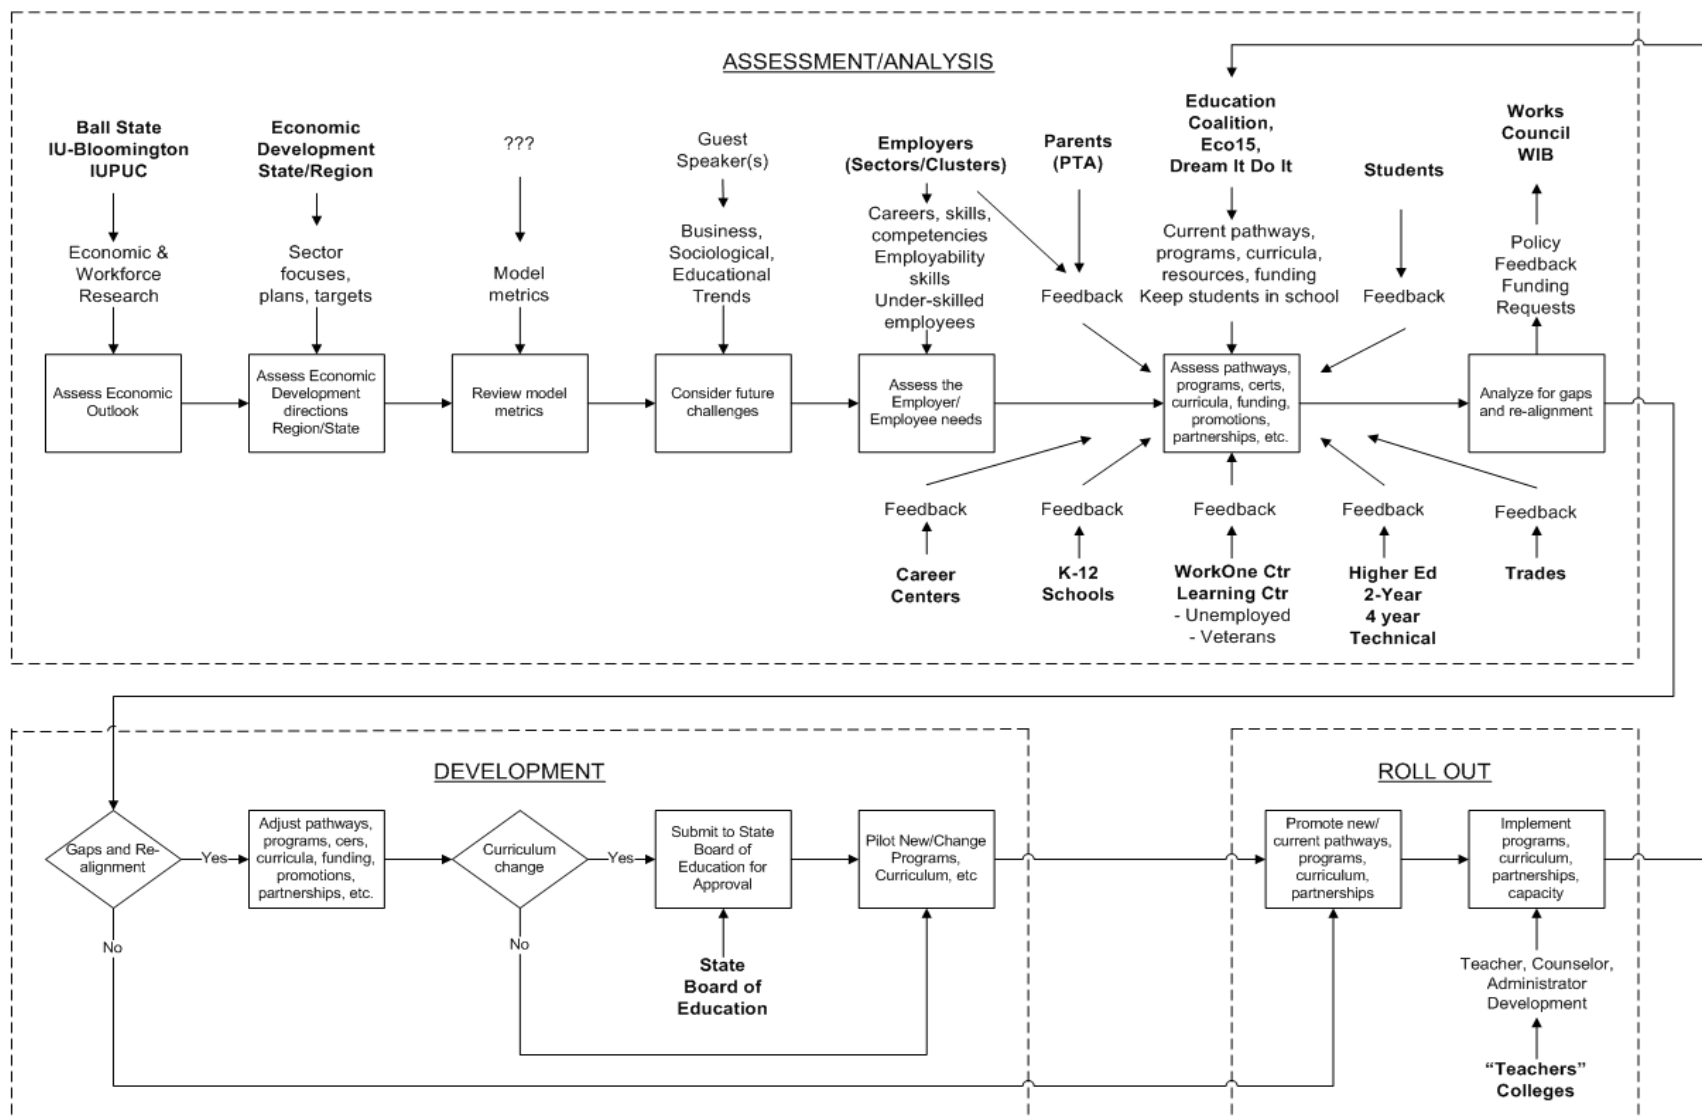 ASSESSMENT/ANALYSIS
Ball State
IU-Bloomington
IUPUC
Economic
Development
State/Region
???
Guest
Speaker(s)
Employers
(Sectors/Clusters)
Parents
(PTA)
Education
Coalition,
Eco15,
Dream It Do It
Students
Works
Council
WIB
Economic &
Workforce
Research
Sector
focuses,
plans, targets
Model
metrics
Business,
Sociological,
Educational
Trends
Careers, skills,
competencies
Employability
skills
Under-skilled
employees
Feedback
Current pathways,
programs, curricula,
resources, funding
Keep students in school
Feedback
Policy
Feedback
Funding
Requests
Assess Economic
Outlook
Assess Economic
Development
directions
Region/State
Review model
metrics
Consider future
challenges
Assess the
Employer/
Employee needs
Assess pathways,
programs, certs,
curricula, funding,
promotions,
partnerships, etc.
Analyze for gaps
and re-alignment
Feedback
Feedback
Feedback
Feedback
Feedback
Career
Centers
K-12
Schools
WorkOne Ctr
Learning Ctr
- Unemployed
- Veterans
Higher Ed
2-Year
4 year
Technical
Trades
DEVELOPMENT
Gaps and Re-
alignment
Yes
No
Adjust pathways,
programs, cers,
curricula, funding,
promotions,
partnerships, etc.
Curriculum
change
Yes
No
Submit to State
Board of
Education for
Approval
State
Board of
Education
Pilot New/Change
Programs,
Curriculum, etc
ROLL OUT
Promote new/
current pathways,
programs,
curriculum,
partnerships
Implement
programs,
curriculum,
partnerships,
capacity
Teacher, Counselor,
Administrator
Development
“Teachers”
Colleges